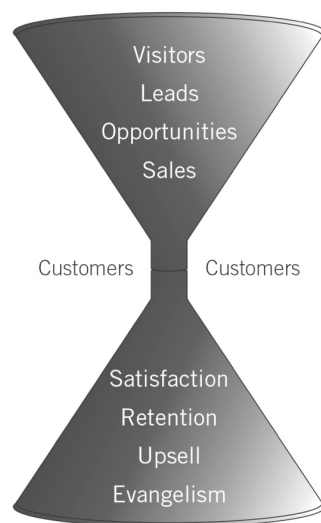 Visitors
Leads
Opportunities
Sales
Customers Customers
Satisfaction
Retention
Upsell
Evangelism